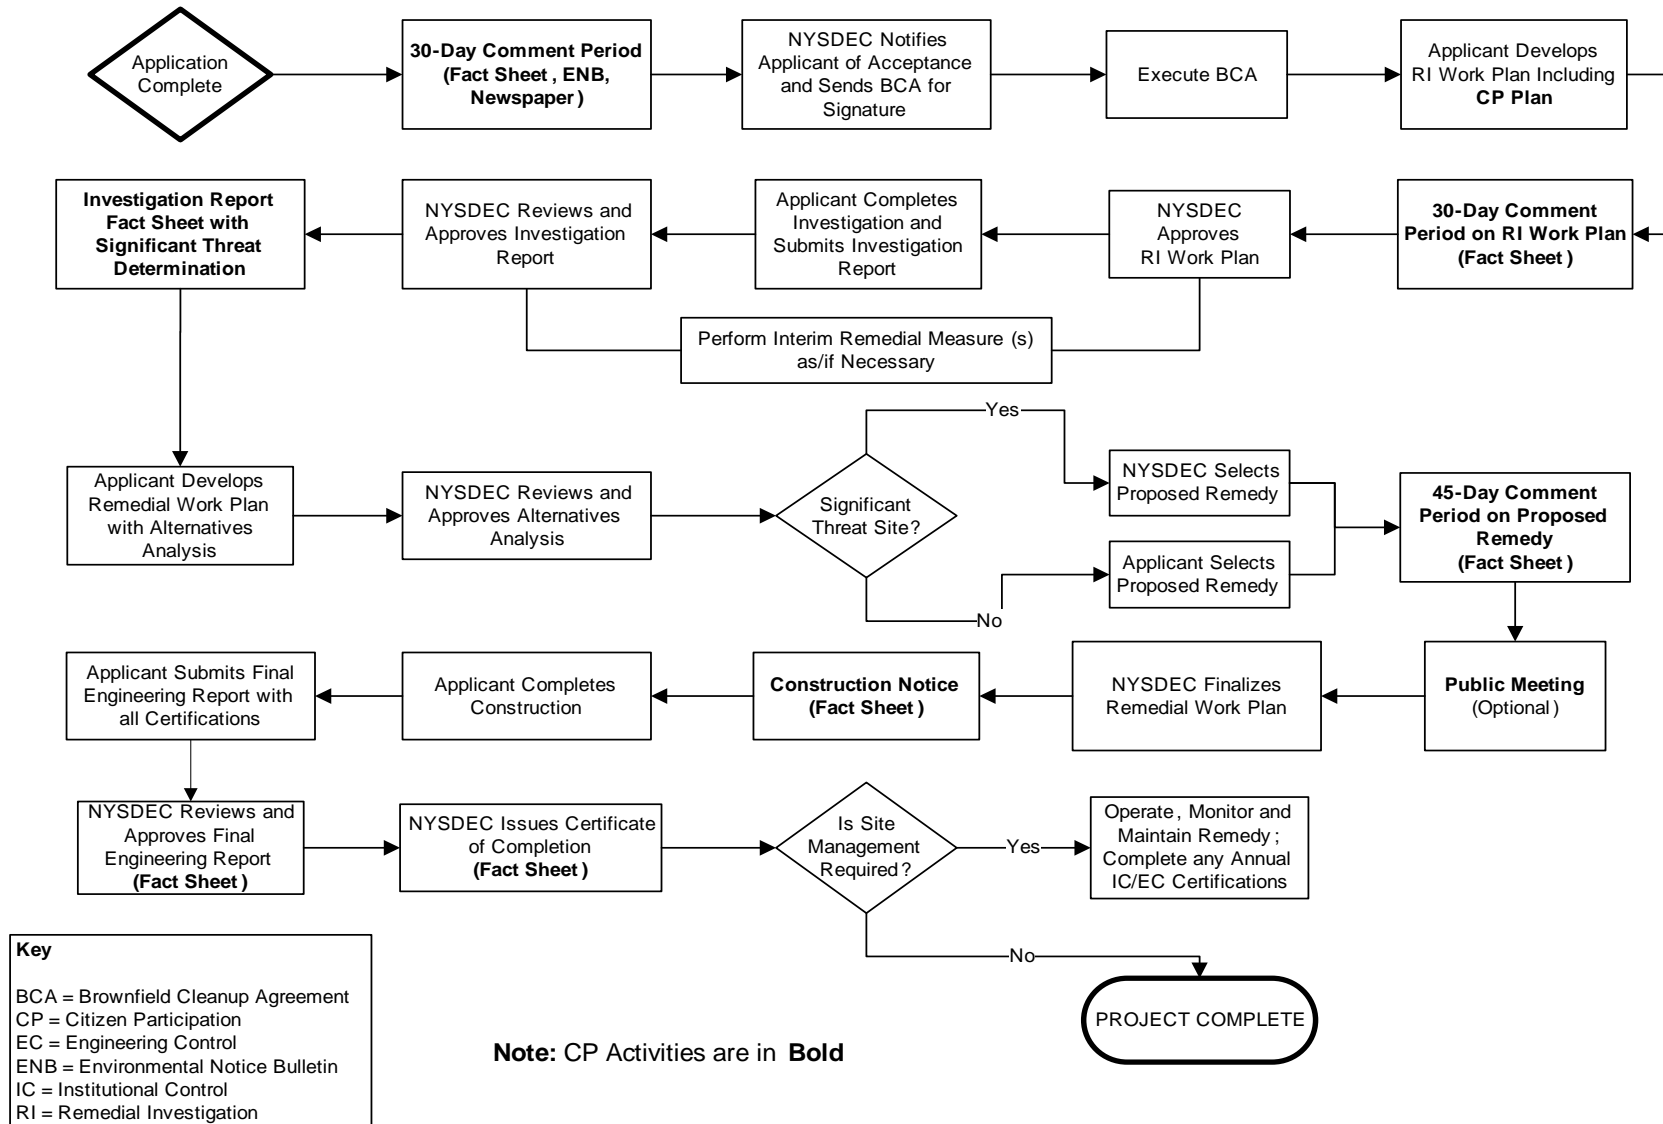 Application
Complete
30-Day Comment Period
(Fact Sheet , ENB,
Newspaper )
NYSDEC Notifies
Applicant of Acceptance
and Sends BCA for
Signature
Execute BCA
Applicant Develops
RI Work Plan Including
CP Plan
Investigation Report
Fact Sheet with
Significant Threat
Determination
NYSDEC Reviews and
Approves Investigation
Report
Applicant Completes
Investigation and
Submits Investigation
Report
NYSDEC
Approves
RI Work Plan
30-Day Comment
Period on RI Work Plan
(Fact Sheet )
Perform Interim Remedial Measure (s)
as/if Necessary
Yes
Applicant Develops
Remedial Work Plan
with Alternatives
Analysis
NYSDEC Reviews and
Approves Alternatives
Analysis
Significant
Threat Site?
NYSDEC Selects
Proposed Remedy
Applicant Selects
Proposed Remedy
45-Day Comment
Period on Proposed
Remedy
(Fact Sheet )
No
Applicant Submits Final
Engineering Report with
all Certifications
Applicant Completes
Construction
Construction Notice
(Fact Sheet )
NYSDEC Finalizes
Remedial Work Plan
Public Meeting
(Optional )
NYSDEC Reviews and
Approves Final
Engineering Report
(Fact Sheet )
NYSDEC Issues Certificate
of Completion
(Fact Sheet )
Is Site
Management
Required ?
Yes
Operate , Monitor and
Maintain Remedy ;
Complete any Annual
IC/EC Certifications
No
PROJECT COMPLETE
Key
BCA = Brownfield Cleanup Agreement
CP = Citizen Participation
EC = Engineering Control
ENB = Environmental Notice Bulletin
IC = Institutional Control
RI = Remedial Investigation
Note: CP Activities are in Bold